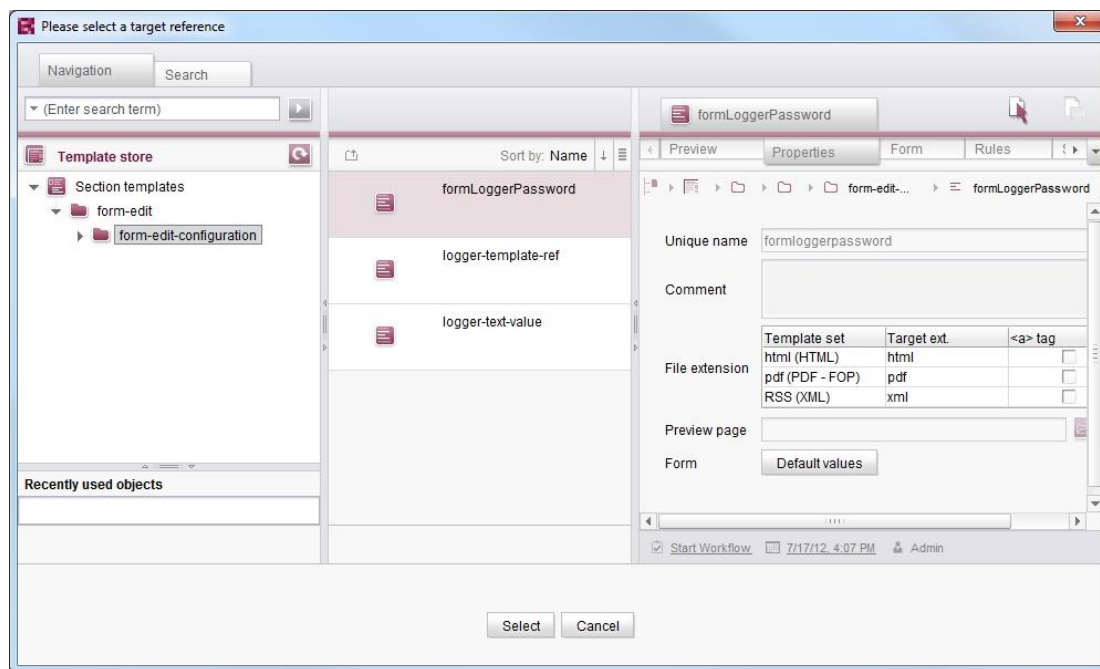 Please select a target reference
Navigation
Search
(Enter search term)
formLoggerPassword
Template store
Sort by: Name
Preview
Properties
Form
Rules
Section templates
form-edit
form-edit-configuration
formLoggerPassword
logger-template-ref
logger-text-value
form-edit-...
formLoggerPassword
Unique name
formloggerpassword
Comment
File extension
Template set Target ext. <a> tag
html (HTML) html
pdf (PDF - FOP) pdf
RSS (XML) xml
Preview page
Form
Default values
Recently used objects
Start Workflow 7/17/12, 4:07 PM Admin
Select
Cancel